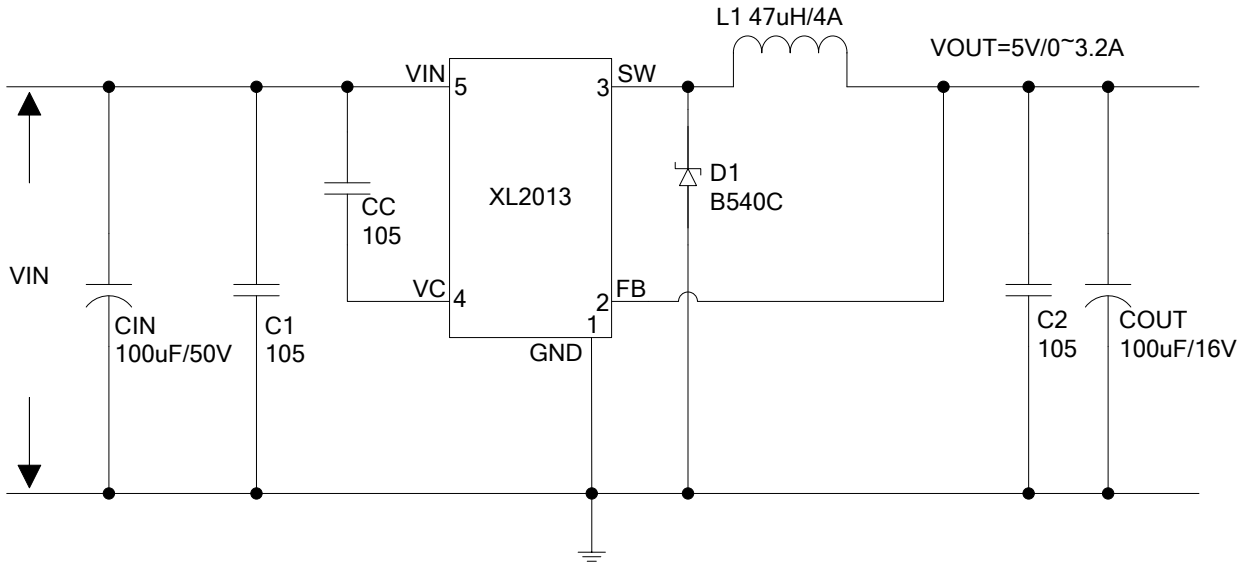 L1 47uH/4A
VOUT=5V/0~3.2A
VIN
5
3
SW
D1
B540C
XL2013
CC
105
VIN
VC
4
2
FB
1
GND
CIN
100uF/50V
C1
105
C2
105
COUT
100uF/16V